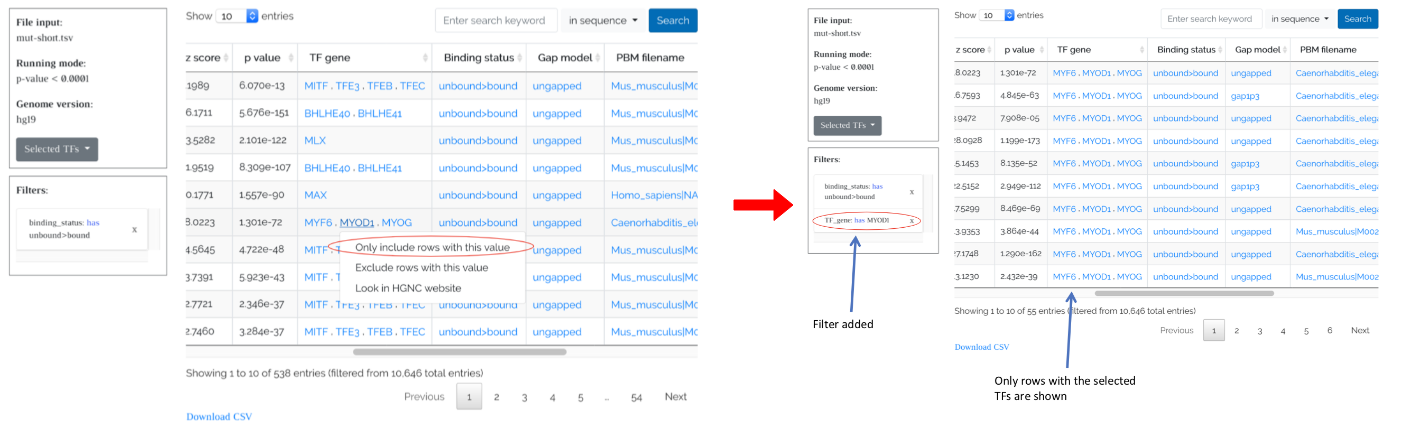 File input:
mut-short.tsv
Running mode:
p-value < 0.0001
Genome version:
hg19
Selected TFs
Filters:
binding_status: has
unbound>bound
x
Show 10 entries
Enter search keyword in sequence Search
z score p value TF gene Binding status Gap model PBM filename
.1989 6.070e-13 MITF . TFE3 . TFEB . TFEC unbound>bound ungapped Mus_musculus|M0
6.1711 5.676e-151 BHLHE40 . BHLHE41 unbound>bound ungapped Mus_musculus|M0
3.5282 2.101e-122 MLX unbound>bound ungapped Mus_musculus|M0
1.9519 8.309e-107 BHLHE40 . BHLHE41 unbound>bound ungapped Mus_musculus|M0
0.1771 1.557e-90 MAX unbound>bound ungapped Homo_sapiens|NA
8.0223 1.301e-72 MYF6 . MYOD1 . MYOG unbound>bound ungapped Caenorhabditis_el
4.5645 4.722e-48 MITF . T ungapped Mus_musculus|M
Only include rows with this value
3.7391 5.923e-43 MITF . T ungapped Mus_musculus|M
Exclude rows with this value
Look in HGNC website
2.7721 2.346e-37 MITF . TFE3 . TFEB . TFEC unbound>bound ungapped Mus_musculus|M
2.7460 3.284e-37 MITF . TFE3 . TFEB . TFEC unbound>bound ungapped Mus_musculus|M
Showing 1 to 10 of 538 entries (filtered from 10,646 total entries)
Previous 1 2 3 4 5 … 54 Next
Download CSV
File input:
mut-short.tsv
Running mode:
p-value < 0.0001
Genome version:
hg19
Selected TFs
Filters:
binding_status: has
unbound>bound
x
TF_gene: has MYOD1 x
Filter added
Show 10 entries
Enter search keyword in sequence Search
z score p value TF gene Binding status Gap model PBM filename
8.0223 1.301e-72 MYF6 . MYOD1 . MYOG unbound>bound ungapped Caenorhabditis_eleg
6.7593 4.845e-63 MYF6 . MYOD1 . MYOG unbound>bound gap1p3 Caenorhabditis_eleg
3.9472 7.908e-05 MYF6 . MYOD1 . MYOG unbound>bound ungapped Caenorhabditis_eleg
28.0928 1.199e-173 MYF6 . MYOD1 . MYOG unbound>bound ungapped Caenorhabditis_eleg
5.1453 8.135e-52 MYF6 . MYOD1 . MYOG unbound>bound gap1p3 Caenorhabditis_eleg
2.5152 2.949e-112 MYF6 . MYOD1 . MYOG unbound>bound gap1p3 Caenorhabditis_eleg
7.5299 8.469e-69 MYF6 . MYOD1 . MYOG unbound>bound ungapped Caenorhabditis_eleg
3.9353 3.864e-44 MYF6 . MYOD1 . MYOG unbound>bound ungapped Mus_musculus|M002
27.1748 1.290e-162 MYF6 . MYOD1 . MYOG unbound>bound ungapped Caenorhabditis_eleg
3.1230 2.432e-39 MYF6 . MYOD1 . MYOG unbound>bound ungapped Mus_musculus|M002
Showing 1 to 10 of 55 entries (filtered from 10,646 total entries)
Previous 1 2 3 4 5 6 Next
Download CSV
Only rows with the selected
TFs are shown